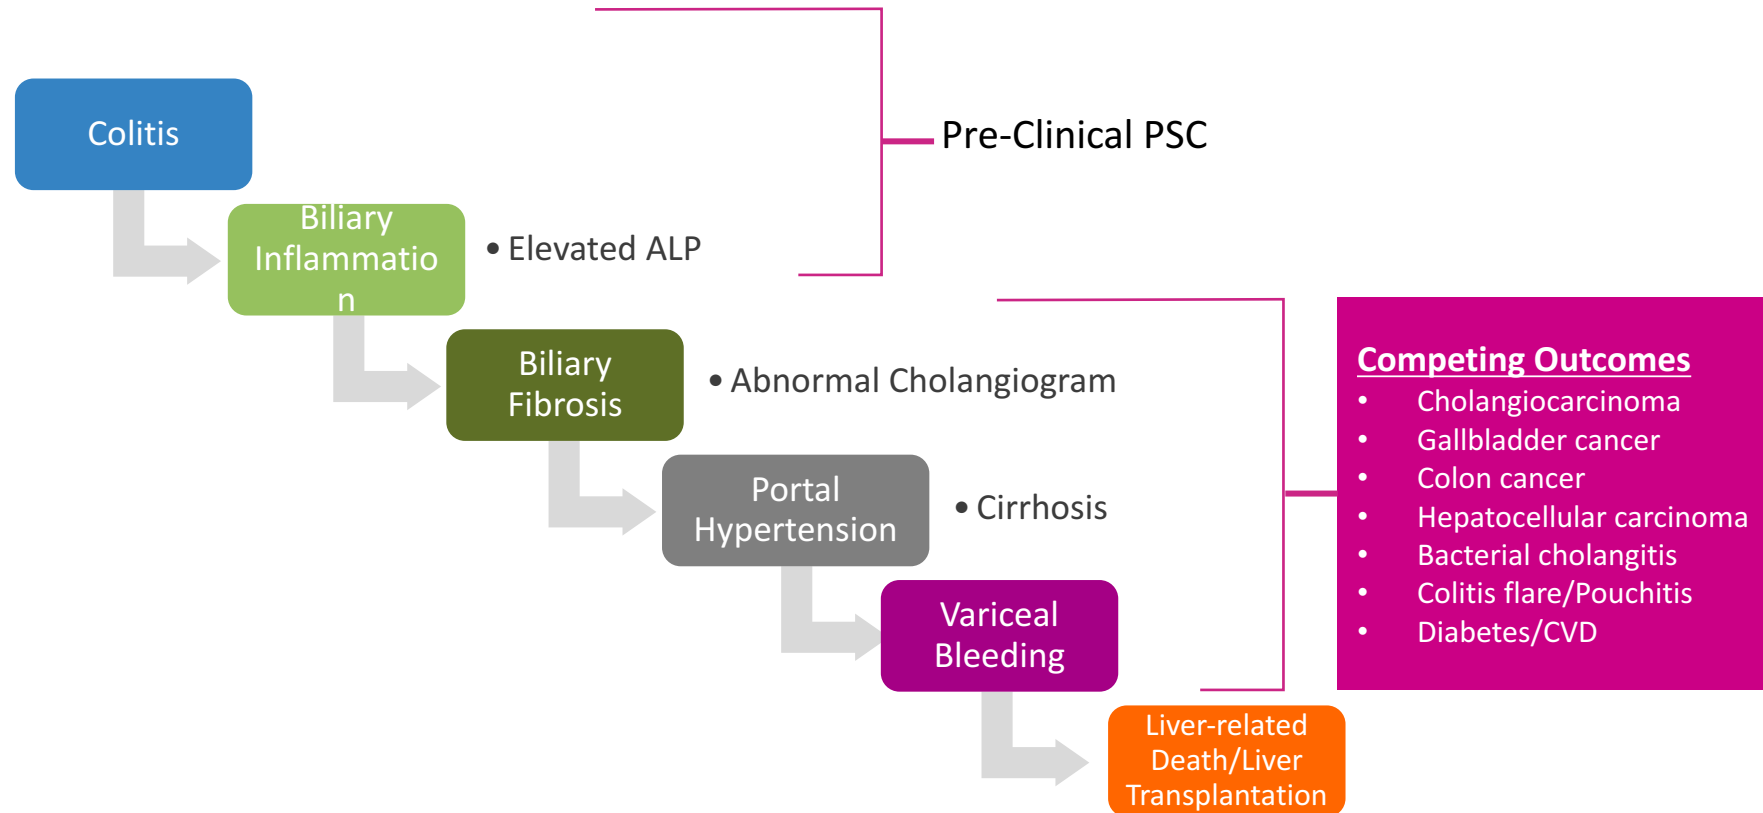 Colitis
Pre-Clinical PSC
Biliary
Inflammatio
n
• Elevated ALP
Biliary
Fibrosis
• Abnormal Cholangiogram
Portal
Hypertension
• Cirrhosis
Variceal
Bleeding
Liver-related
Death/Liver
Transplantation
Competing Outcomes
• Cholangiocarcinoma
• Gallbladder cancer
• Colon cancer
• Hepatocellular carcinoma
• Bacterial cholangitis
• Colitis flare/Pouchitis
• Diabetes/CVD